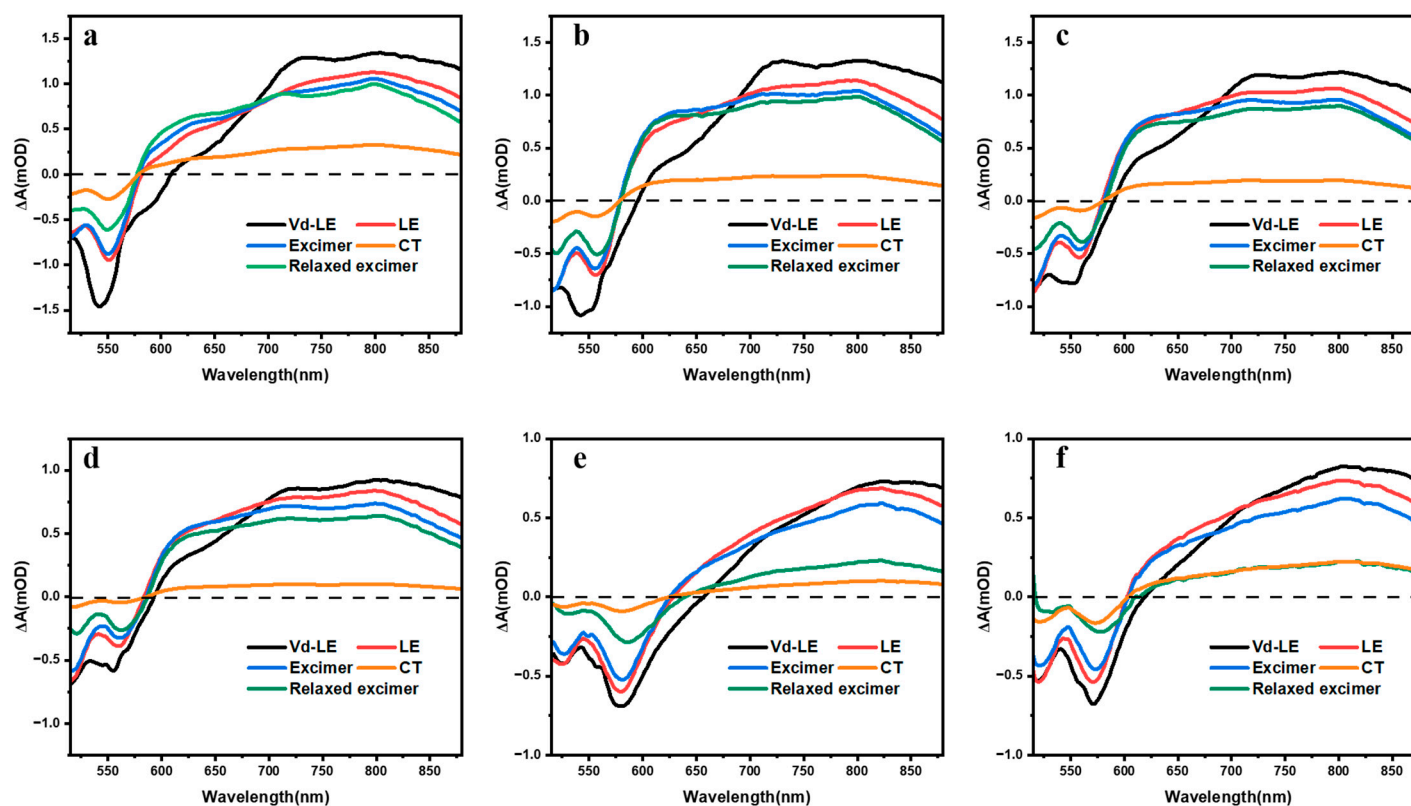 a
1.5
1.0
0.5
0.0
−0.5
−1.0
−1.5
ΔA(mOD)
Vd-LE LE
Excimer CT
Relaxed excimer
550 600 650 700 750 800 850
Wavelength(nm)
b
1.5
1.0
0.5
0.0
−0.5
−1.0
ΔA(mOD)
Vd-LE LE
Excimer CT
Relaxed excimer
550 600 650 700 750 800 850
Wavelength(nm)
c
1.5
1.0
0.5
0.0
−0.5
−1.0
ΔA(mOD)
Vd-LE LE
Excimer CT
Relaxed excimer
550 600 650 700 750 800 850
Wavelength(nm)
d
1.0
0.5
0.0
−0.5
−1.0
ΔA(mOD)
Vd-LE LE
Excimer CT
Relaxed excimer
550 600 650 700 750 800 850
Wavelength(nm)
e
1.0
0.5
0.0
−0.5
−1.0
ΔA(mOD)
Vd-LE LE
Excimer CT
Relaxed excimer
550 600 650 700 750 800 850
Wavelength(nm)
f
1.0
0.5
0.0
−0.5
−1.0
ΔA(mOD)
Vd-LE LE
Excimer CT
Relaxed excimer
550 600 650 700 750 800 850
Wavelength(nm)